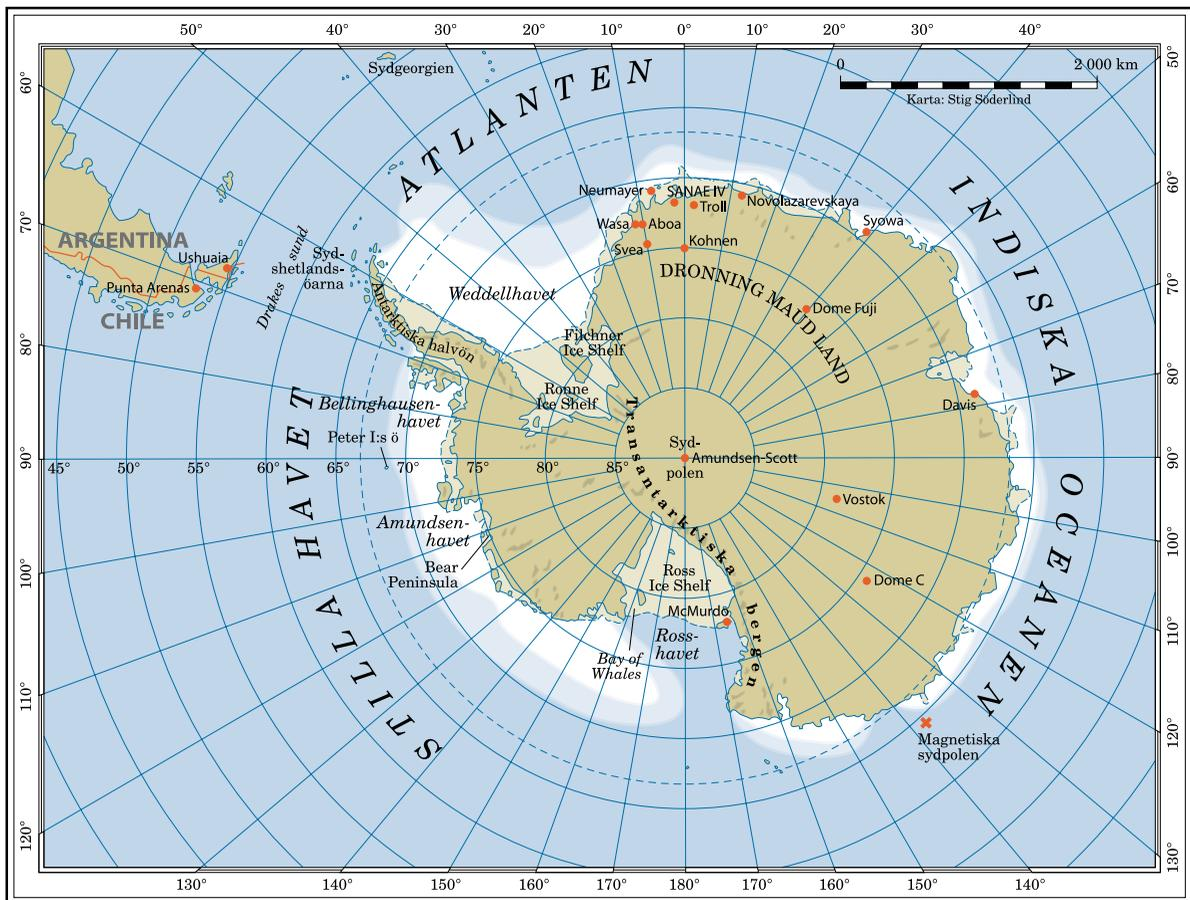 50°
40°
30°
20°
10°
0°
10°
20°
30°
40°
50°
60°
60°
Sydgeorgien
ATLANTEN
0
2 000 km
Karta: Stig Söderlind
INDISKA
OCEANEN
Neumayer
SANAE IV
Troll
Novolazarevskaya
Syowa
Wasa
Aboa
Svea
Kohnen
DRONNING MAUD LAND
Dome Fuji
70°
ARGENTINA
Ushuaia
Punta Arenas
CHILE
Drakes sund
Syd-
shetlands-
öarna
Weddellhavet
Antarktiska halvön
Filchner
Ice Shelf
Ronne
Ice Shelf
70°
80°
80°
Davis
Bellinghausen-
havet
Peter I:s ö
Transantarktiska
bergen
Syd-
polen
Amundsen-Scott
90°
45°
50°
55°
60°
65°
70°
75°
80°
85°
90°
Vostok
Amundsen-
havet
Bear
Peninsula
STILLA HAVET
Ross
Ice Shelf
McMurdo
Dome C
Bay of
Whales
Ross-
havet
100°
100°
110°
110°
Magnetiska
sydpolen
120°
120°
130°
130°
140°
150°
160°
170°
180°
170°
160°
150°
140°